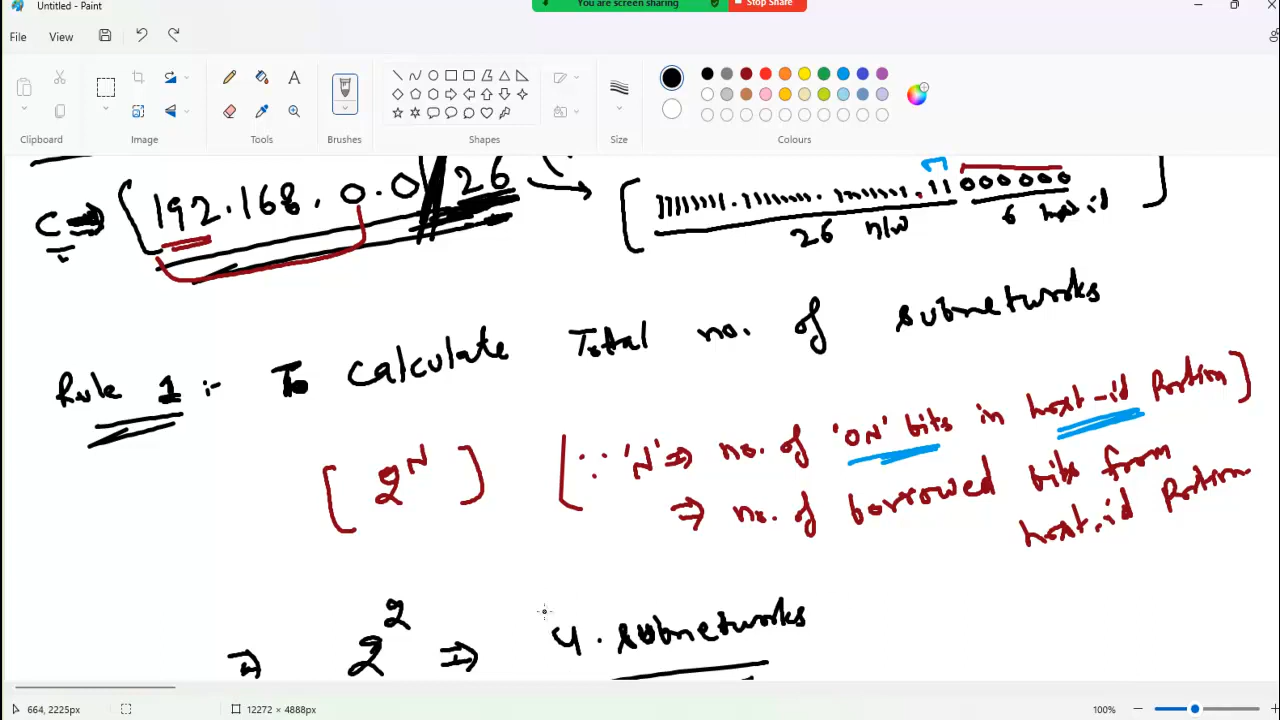 Untitled - Paint
You are screen sharing
Stop Share
File View
Clipboard Image Tools Brushes Shapes Size Colours
C ⇒ [192.168.0.0/26 → [11111111.11111111.11111111.11000000]
26 n/w 6 host id
Rule 1 :- To Calculate Total no. of subnetworks
[2^N] [∵ 'N' ⇒ no. of 'ON' bits in host-id Portion]
⇒ no. of borrowed bits from
host-id Portion
⇒ 2^2 ⇒ 4. subnetworks
664, 2225px 12272 × 4888px 100%